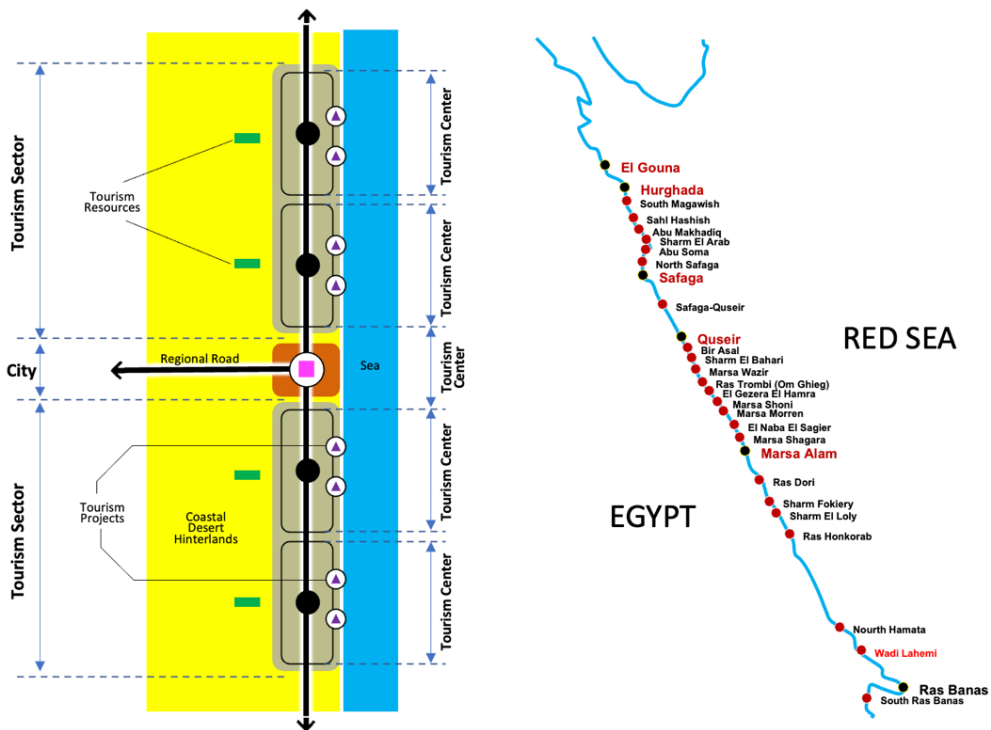 Tourism Sector
City
Tourism Sector
Tourism
Resources
Regional Road
Tourism
Projects
Coastal
Desert
Hinterlands
Sea
Tourism Center
Tourism Center
Tourism
Center
Tourism Center
Tourism Center
El Gouna
Hurghada
South Magawish
Sahl Hashish
Abu Makhadiq
Sharm El Arab
Abu Soma
North Safaga
Safaga
Safaga-Quseir
Quseir
Bir Asal
Sharm El Bahari
Marsa Wazir
Ras Trombi (Om Ghieg)
El Gezera El Hamra
Marsa Shoni
Marsa Morren
El Naba El Sagier
Marsa Shagara
Marsa Alam
Ras Dori
Sharm Fokiery
Sharm El Loly
Ras Honkorab
Nourth Hamata
Wadi Lahemi
Ras Banas
South Ras Banas
RED SEA
EGYPT